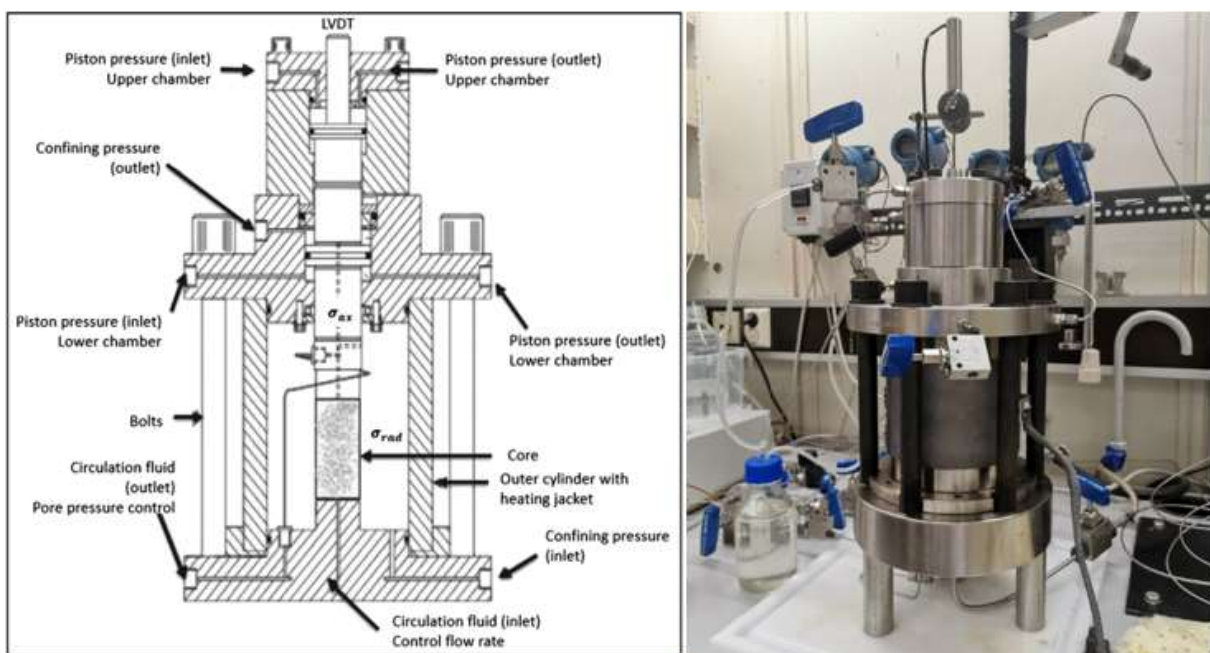 LVDT
Piston pressure (inlet)
Upper chamber
Piston pressure (outlet)
Upper chamber
Confining pressure
(outlet)
Piston pressure (inlet)
Lower chamber
σax
Piston pressure (outlet)
Lower chamber
Bolts
σrad
Core
Circulation fluid
(outlet)
Pore pressure control
Outer cylinder with
heating jacket
Confining pressure
(inlet)
Circulation fluid (inlet)
Control flow rate